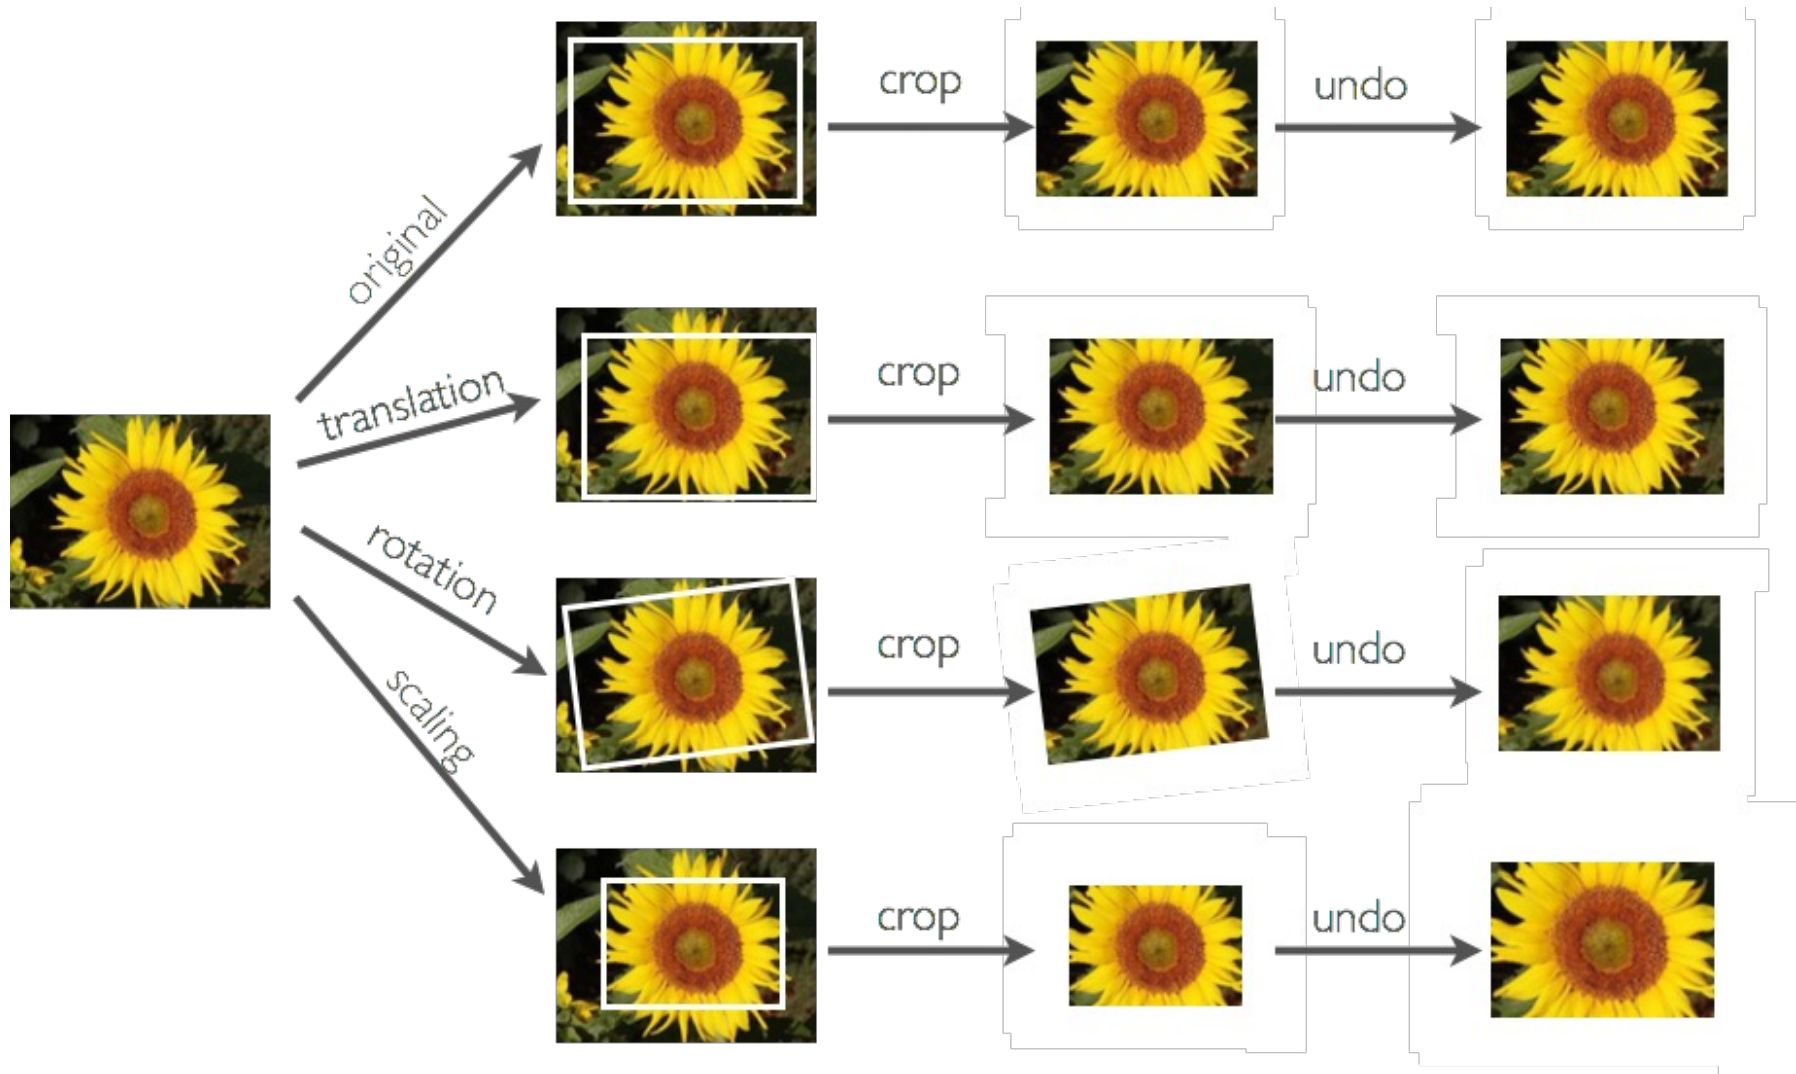 original
crop
undo
translation
crop
undo
rotation
crop
undo
scaling
crop
undo